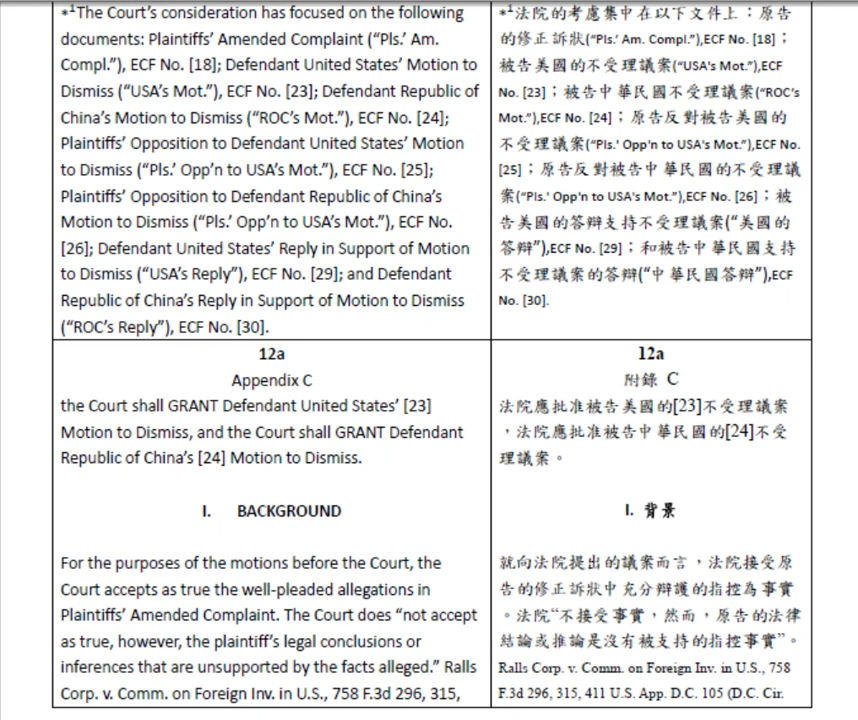 *¹The Court's consideration has focused on the following
documents: Plaintiffs' Amended Complaint ("Pls.' Am.
Compl."), ECF No. [18]; Defendant United States' Motion to
Dismiss ("USA's Mot."), ECF No. [23]; Defendant Republic of
China's Motion to Dismiss ("ROC's Mot."), ECF No. [24];
Plaintiffs' Opposition to Defendant United States' Motion
to Dismiss ("Pls.' Opp'n to USA's Mot."), ECF No. [25];
Plaintiffs' Opposition to Defendant Republic of China's
Motion to Dismiss ("Pls.' Opp'n to USA's Mot."), ECF No.
[26]; Defendant United States' Reply in Support of Motion
to Dismiss ("USA's Reply"), ECF No. [29]; and Defendant
Republic of China's Reply in Support of Motion to Dismiss
("ROC's Reply"), ECF No. [30].
*¹法院的考慮集中在以下文件上：原告
的修正訴狀("Pls.' Am. Compl."),ECF No. [18]；
被告美國的不受理議案("USA's Mot."),ECF
No. [23]；被告中華民國不受理議案("ROC's
Mot."),ECF No. [24]；原告反對被告美國的
不受理議案("Pls.' Opp'n to USA's Mot."),ECF No.
[25]；原告反對被告中華民國的不受理議
案("Pls.' Opp'n to USA's Mot."),ECF No. [26]；被
告美國的答辯支持不受理議案("美國的
答辯"),ECF No. [29]；和被告中華民國支持
不受理議案的答辯("中華民國答辯"),ECF
No. [30].
12a
Appendix C
the Court shall GRANT Defendant United States' [23]
Motion to Dismiss, and the Court shall GRANT Defendant
Republic of China's [24] Motion to Dismiss.
I. BACKGROUND
For the purposes of the motions before the Court, the
Court accepts as true the well-pleaded allegations in
Plaintiffs' Amended Complaint. The Court does "not accept
as true, however, the plaintiff's legal conclusions or
inferences that are unsupported by the facts alleged." Ralls
Corp. v. Comm. on Foreign Inv. in U.S., 758 F.3d 296, 315,
12a
附錄 C
法院應批准被告美國的[23]不受理議案
，法院應批准被告中華民國的[24]不受
理議案。
I. 背景
就向法院提出的議案而言，法院接受原
告的修正訴狀中充分辯護的指控為事實
。法院"不接受事實，然而，原告的法律
結論或推論是沒有被支持的指控事實"。
Ralls Corp. v. Comm. on Foreign Inv. in U.S., 758
F.3d 296, 315, 411 U.S. App. D.C. 105 (D.C. Cir.